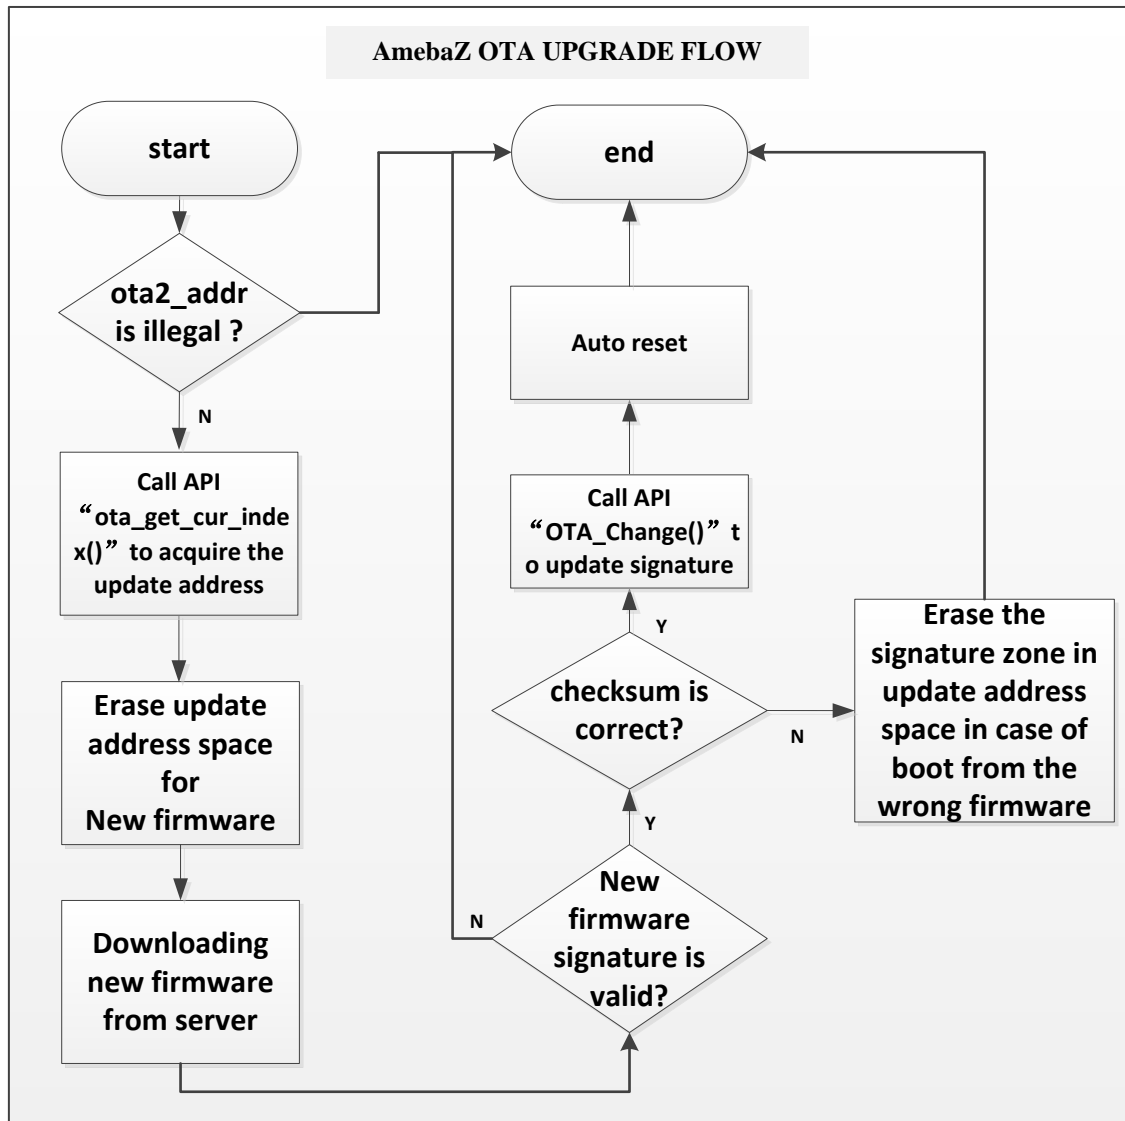 AmebaZ OTA UPGRADE FLOW
start
ota2_addr
is illegal ?
N
Call API
“ota_get_cur_inde
x()” to acquire the
update address
Erase update
address space
for
New firmware
Downloading
new firmware
from server
end
Auto reset
Call API
“OTA_Change()” t
o update signature
Y
checksum is
correct?
N
Y
New
firmware
signature is
valid?
N
Erase the
signature zone in
update address
space in case of
boot from the
wrong firmware